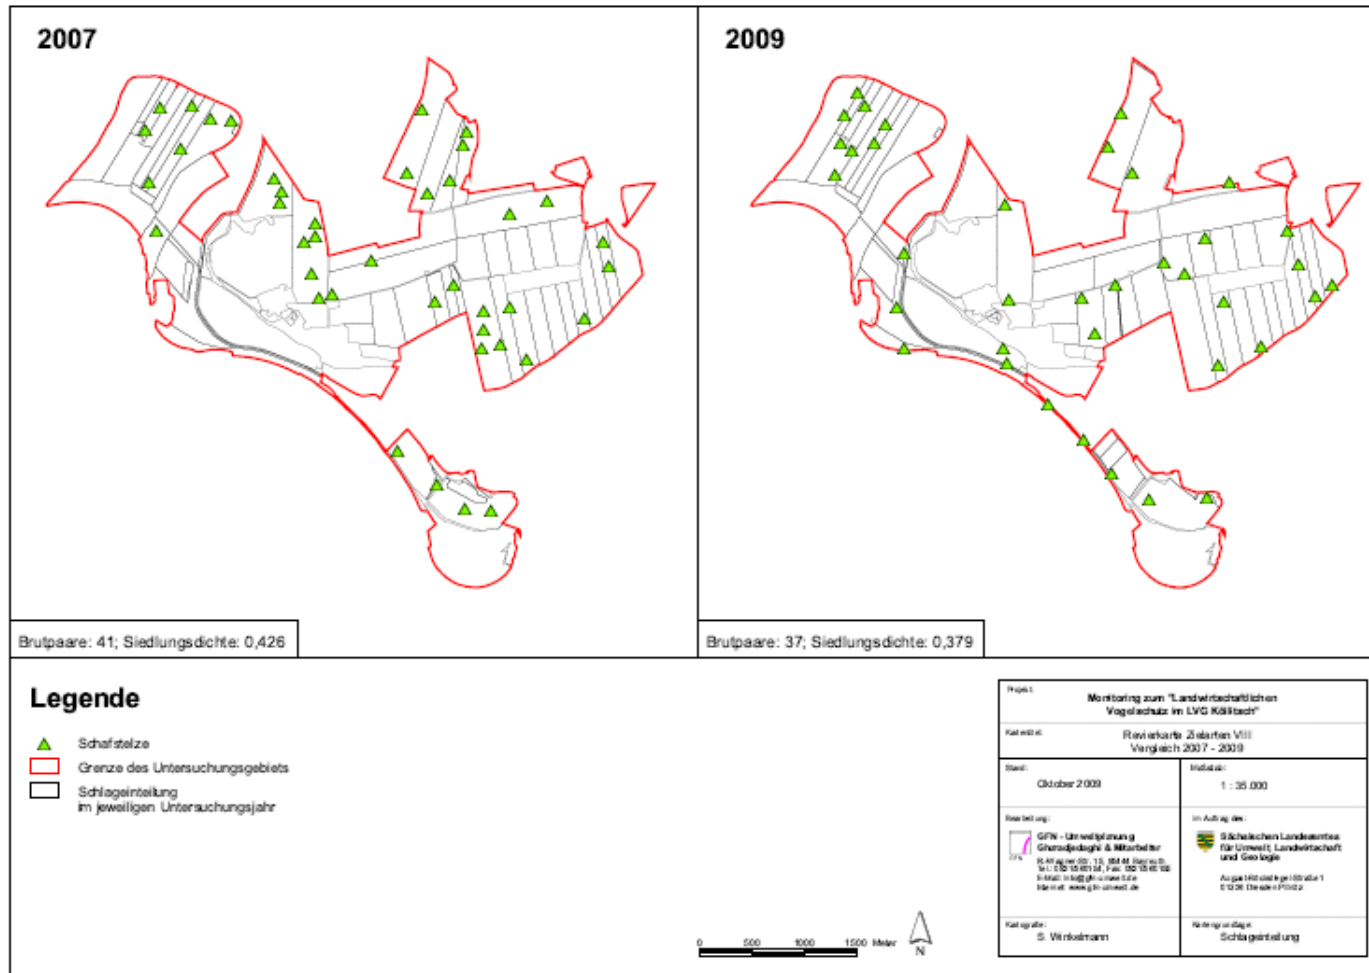 2007
2009
Brutpaare: 41; Siedlungsdichte: 0,426
Brutpaare: 37; Siedlungsdichte: 0,379
Legende
Schafstelze
Grenze des Untersuchungsgebiets
Schlageinteilung
im jeweiligen Untersuchungsjahr
0 500 1000 1500 Meter
N
Projekt:
Monitoring zum "Landwirtschaftlichen
Vogelschutz im LVG Köllitsch"
Kartentitel:
Revierkarte Zielarten VIII
Vergleich 2007 - 2009
Stand:
Oktober 2009
Maßstab:
1 : 35.000
Bearbeitung:
GFN - Umweltplanung
Gharadjedaghi & Mitarbeiter
Im Auftrag des:
Sächsischen Landesamtes
für Umwelt, Landwirtschaft
und Geologie
Kartografie:
S. Winkelmann
Kartengrundlage:
Schlageinteilung